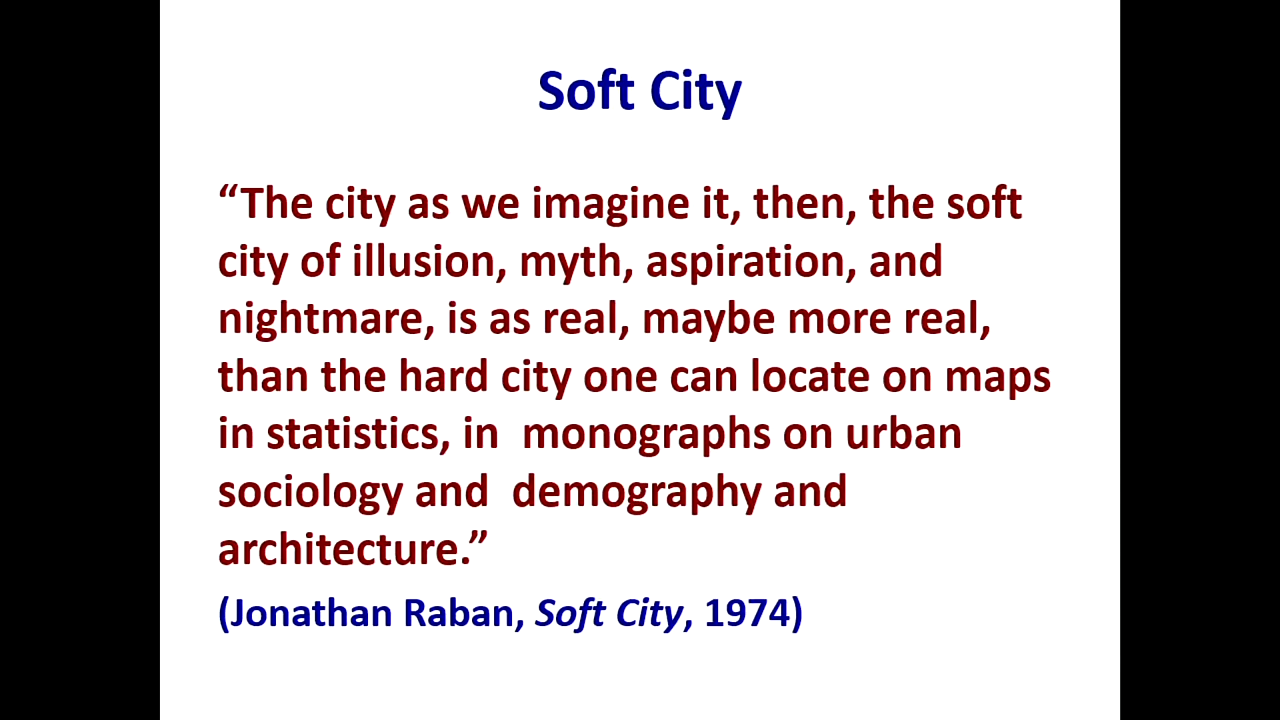 Soft City
“The city as we imagine it, then, the soft
city of illusion, myth, aspiration, and
nightmare, is as real, maybe more real,
than the hard city one can locate on maps
in statistics, in  monographs on urban
sociology and  demography and
architecture.”
(Jonathan Raban, Soft City, 1974)